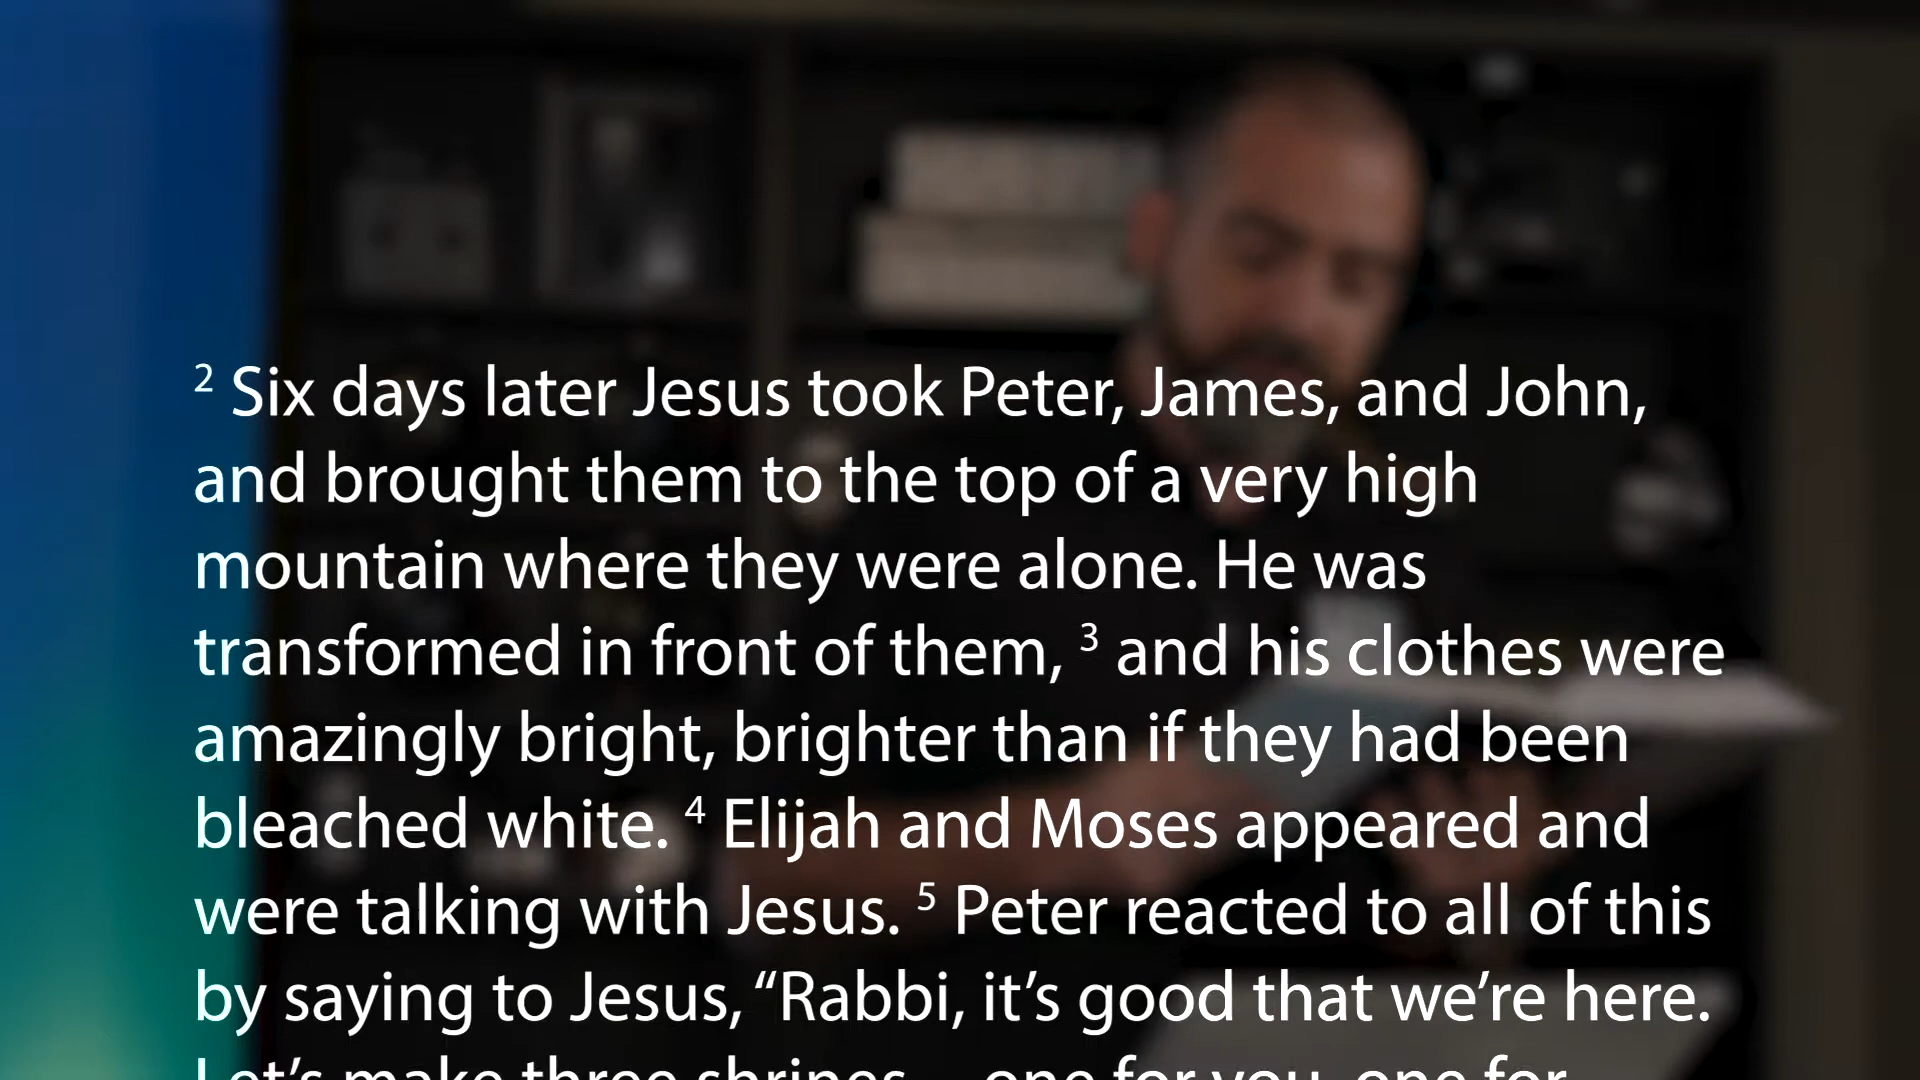 2 Six days later Jesus took Peter, James, and John,
and brought them to the top of a very high
mountain where they were alone. He was
transformed in front of them, 3 and his clothes were
amazingly bright, brighter than if they had been
bleached white. 4 Elijah and Moses appeared and
were talking with Jesus. 5 Peter reacted to all of this
by saying to Jesus, “Rabbi, it’s good that we’re here.
Let’s make three shrines—one for you, one for